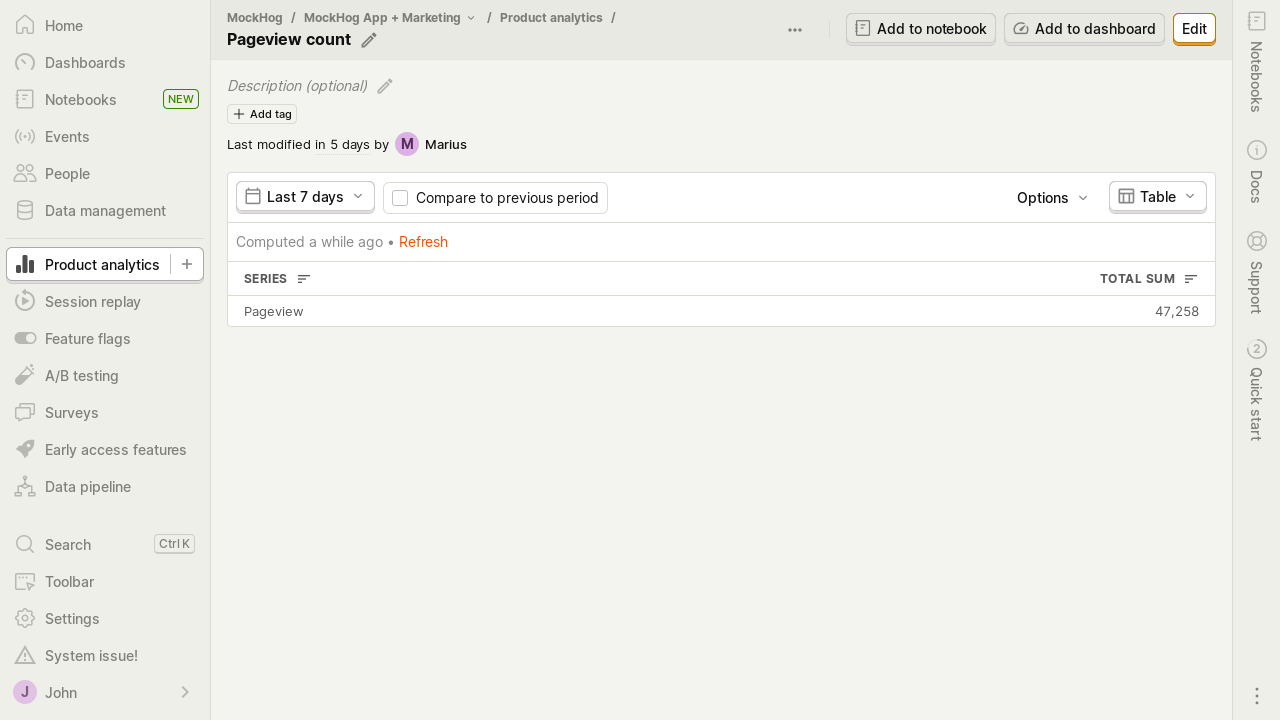 Home
Dashboards
Notebooks NEW
Events
People
Data management
Product analytics
Session replay
Feature flags
A/B testing
Surveys
Early access features
Data pipeline
Search Ctrl K
Toolbar
Settings
System issue!
J John
MockHog / MockHog App + Marketing / Product analytics /
Pageview count
Add to notebook Add to dashboard Edit
Description (optional)
+ Add tag
Last modified in 5 days by M Marius
Last 7 days Compare to previous period Options Table
Computed a while ago • Refresh
SERIES TOTAL SUM
Pageview 47,258
Notebooks
Docs
Support
2 Quick start